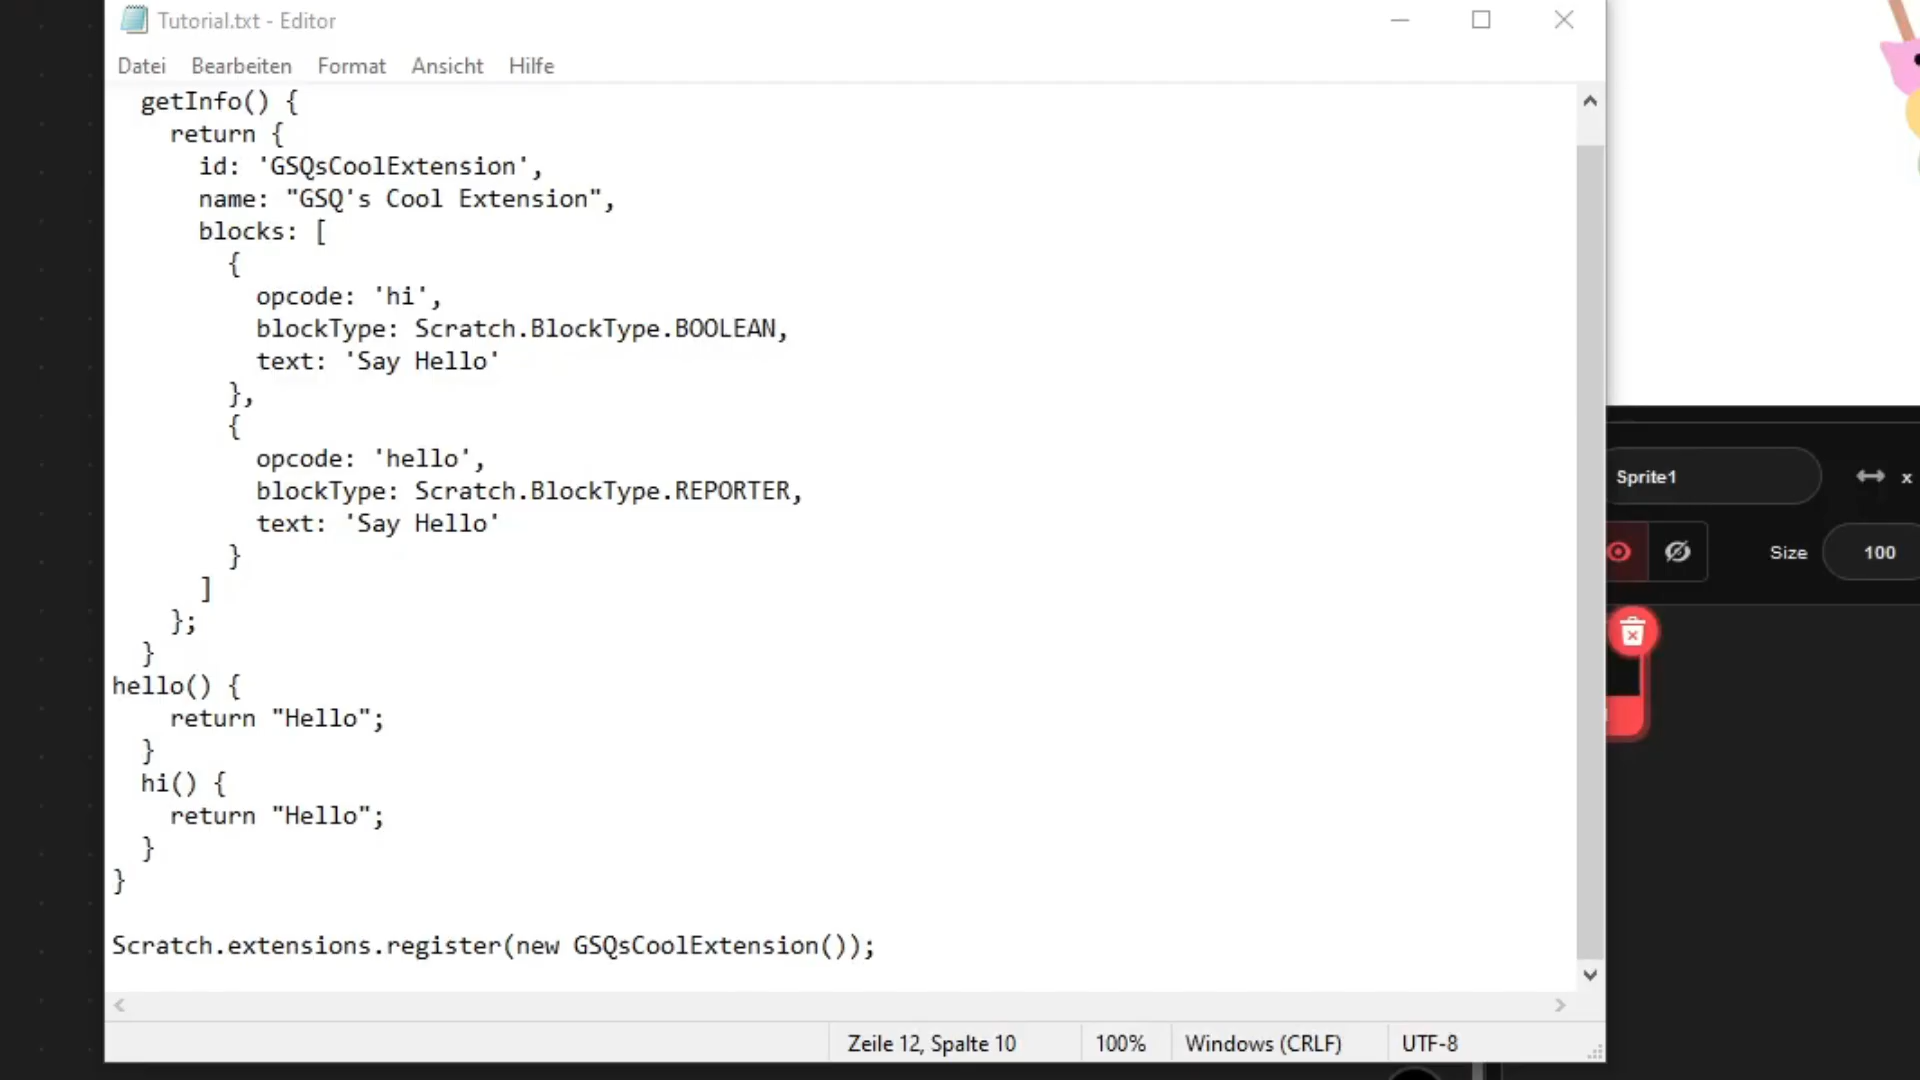 Tutorial.txt - Editor
Datei Bearbeiten Format Ansicht Hilfe
getInfo() {
return {
id: 'GSQsCoolExtension',
name: "GSQ's Cool Extension",
blocks: [
{
opcode: 'hi',
blockType: Scratch.BlockType.BOOLEAN,
text: 'Say Hello'
},
{
opcode: 'hello',
blockType: Scratch.BlockType.REPORTER,
text: 'Say Hello'
}
]
};
}
hello() {
return "Hello";
}
hi() {
return "Hello";
}
}
Scratch.extensions.register(new GSQsCoolExtension());
Zeile 12, Spalte 10 100% Windows (CRLF) UTF-8
Sprite1 x
Size 100